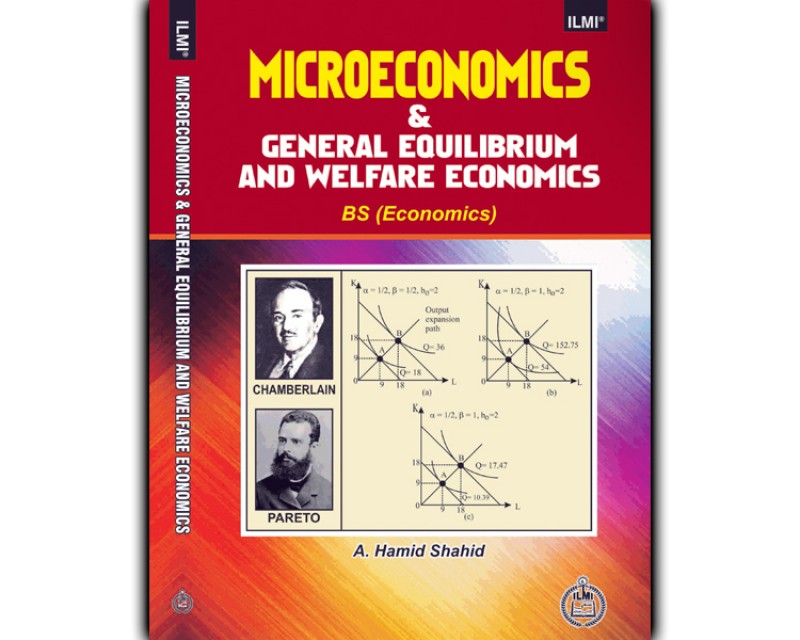 ILMI®
MICROECONOMICS & GENERAL EQUILIBRIUM AND WELFARE ECONOMICS
ILMI®
MICROECONOMICS
&
GENERAL EQUILIBRIUM
AND WELFARE ECONOMICS
BS (Economics)
CHAMBERLAIN
PARETO
K
α = 1/2, β = 1/2, h₀=2
Output
expansion
path
B
18
Q= 36
A
9
Q= 18
0
9
18
L
(a)
K
α = 1/2, β = 1, h₀=2
B
18
Q= 152.75
A
9
Q= 54
0
9
18
L
(b)
K
α = 1/2, β = 1, h₀=2
B
18
Q= 17.47
A
9
Q= 10.39
0
9
18
L
(c)
A. Hamid Shahid
ILMI